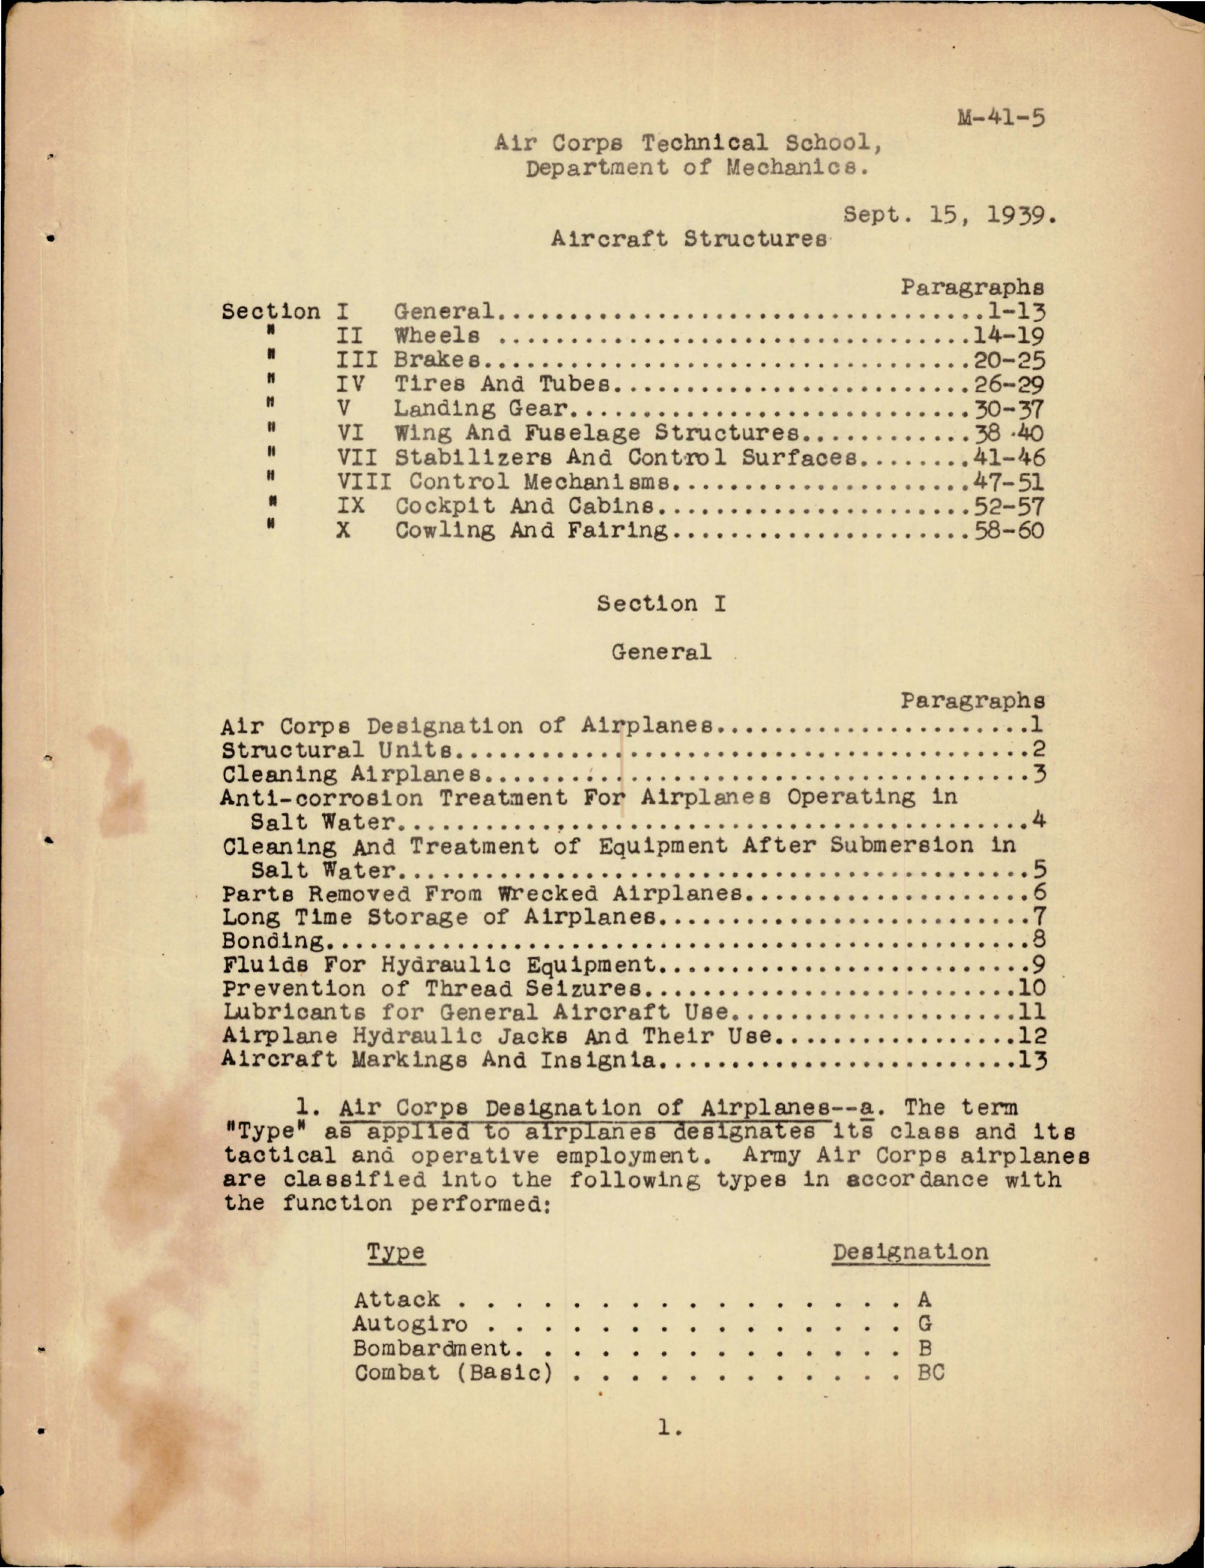 M-41-5
Air Corps Technical School,
Department of Mechanics.
Sept. 15, 1939.
Aircraft Structures
Paragraphs
Section I General..................................1-13
" II Wheels .................................14-19
" III Brakes..................................20-25
" IV Tires And Tubes.........................26-29
" V Landing Gear............................30-37
" VI Wing And Fuselage Structures............38-40
" VII Stabilizers And Control Surfaces........41-46
" VIII Control Mechanisms.....................47-51
" IX Cockpit And Cabins......................52-57
" X Cowling And Fairing.....................58-60
Section I
General
Paragraphs
Air Corps Designation of Airplanes......................1
Structural Units........................................2
Cleaning Airplanes......................................3
Anti-corrosion Treatment For Airplanes Operating in
Salt Water............................................4
Cleaning And Treatment of Equipment After Submersion in
Salt Water............................................5
Parts Removed From Wrecked Airplanes....................6
Long Time Storage of Airplanes..........................7
Bonding.................................................8
Fluids For Hydraulic Equipment..........................9
Prevention of Thread Seizures..........................10
Lubricants for General Aircraft Use....................11
Airplane Hydraulic Jacks And Their Use.................12
Aircraft Markings And Insignia.........................13
1. Air Corps Designation of Airplanes--a. The term
"Type" as applied to airplanes designates its class and its
tactical and operative employment. Army Air Corps airplanes
are classified into the following types in accordance with
the function performed:
Type Designation
Attack . . . . . . . . . . . . . . . . A
Autogiro . . . . . . . . . . . . . . . G
Bombardment. . . . . . . . . . . . . . B
Combat (Basic) . . . . . . . . . . . . BC
1.